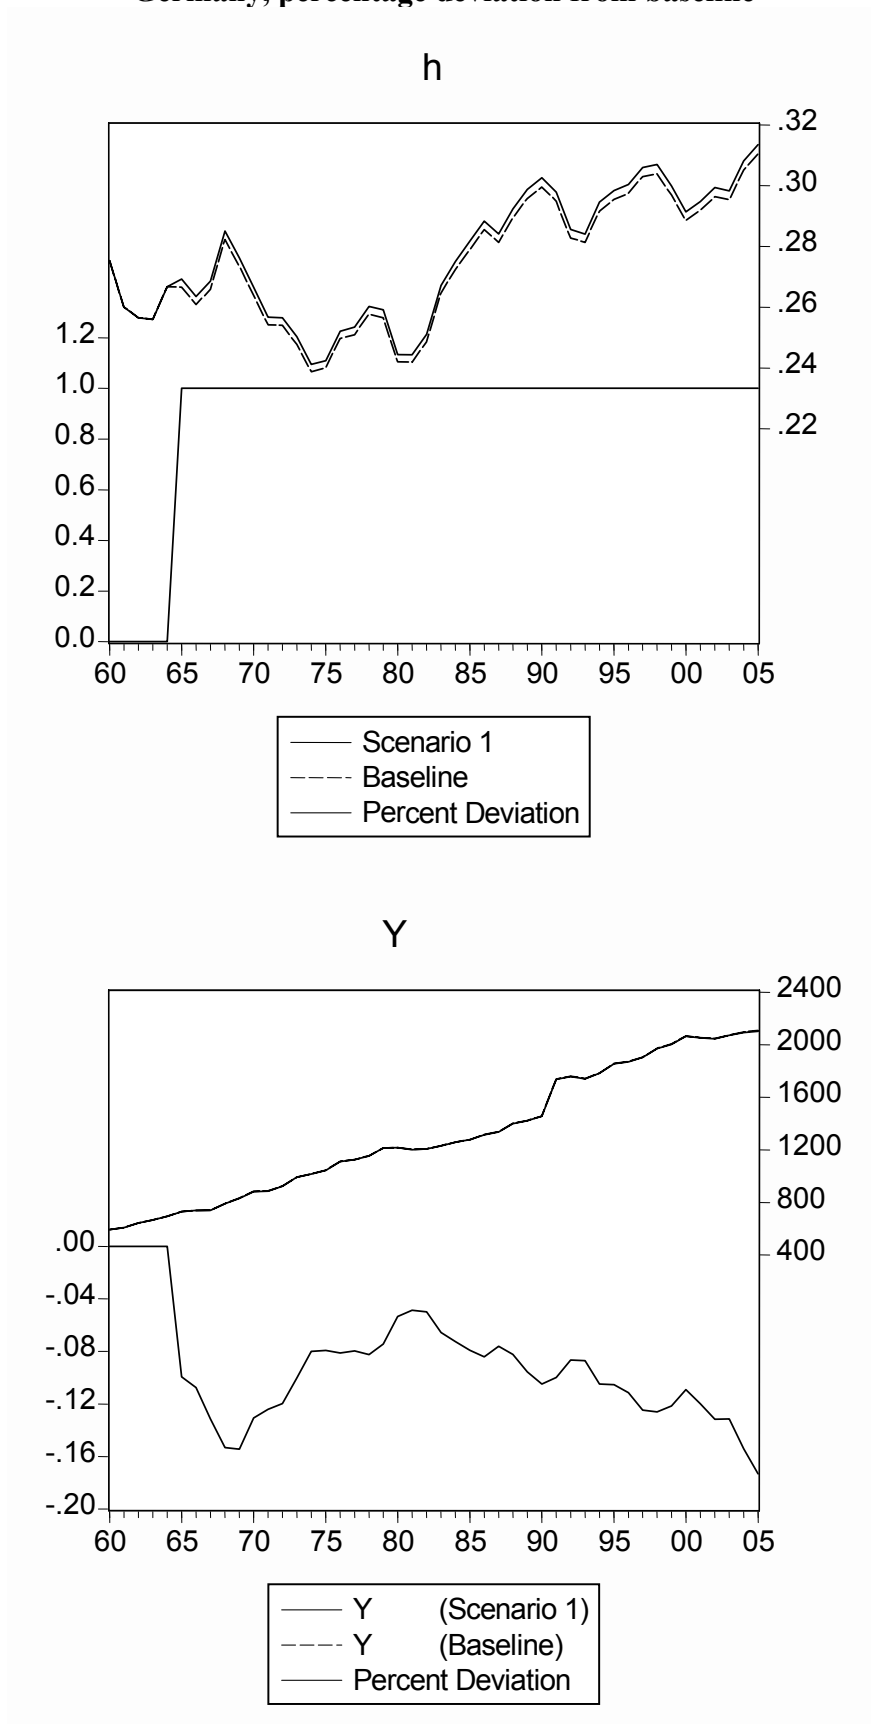 Germany, percentage deviation from baseline
h
.32
.30
.28
.26
.24
.22
1.2
1.0
0.8
0.6
0.4
0.2
0.0
60 65 70 75 80 85 90 95 00 05
Scenario 1
Baseline
Percent Deviation
Y
2400
2000
1600
1200
800
400
.00
-.04
-.08
-.12
-.16
-.20
60 65 70 75 80 85 90 95 00 05
Y (Scenario 1)
Y (Baseline)
Percent Deviation